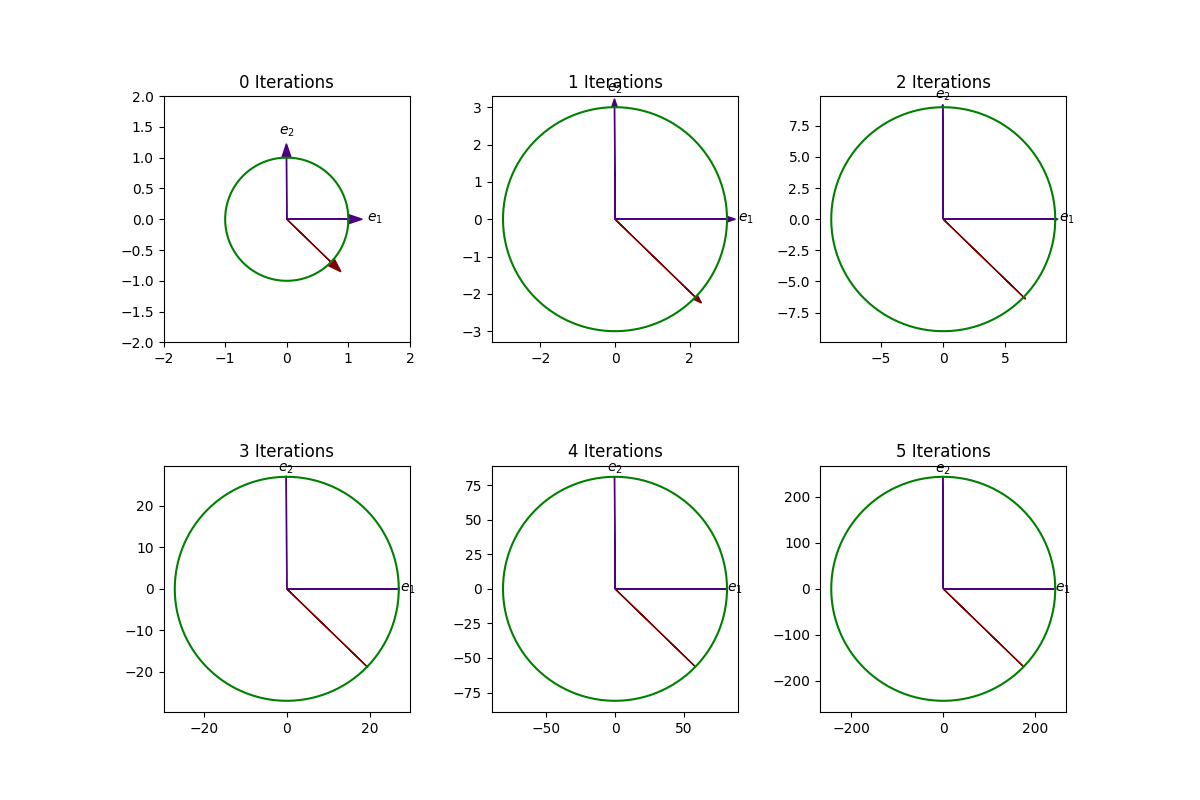 0 Iterations
2.0
1.5
1.0
0.5
0.0
−0.5
−1.0
−1.5
−2.0
−2 −1 0 1 2
e₂
e₁
1 Iterations
3
2
1
0
−1
−2
−3
−2 0 2
e₂
e₁
2 Iterations
7.5
5.0
2.5
0.0
−2.5
−5.0
−7.5
−5 0 5
e₂
e₁
3 Iterations
20
10
0
−10
−20
−20 0 20
e₂
e₁
4 Iterations
75
50
25
0
−25
−50
−75
−50 0 50
e₂
e₁
5 Iterations
200
100
0
−100
−200
−200 0 200
e₂
e₁